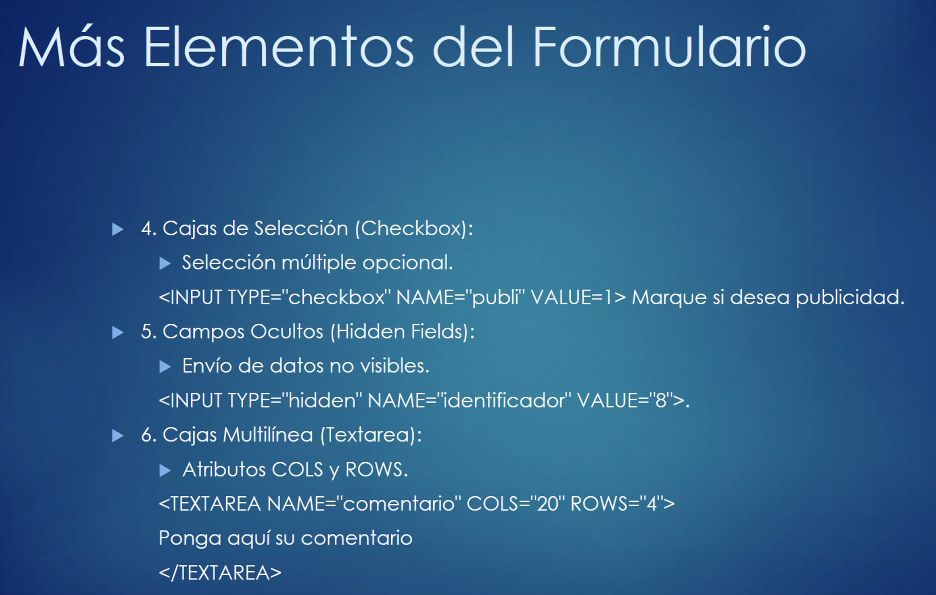 Más Elementos del Formulario
4. Cajas de Selección (Checkbox):
Selección múltiple opcional.
<INPUT TYPE="checkbox" NAME="publi" VALUE=1> Marque si desea publicidad.
5. Campos Ocultos (Hidden Fields):
Envío de datos no visibles.
<INPUT TYPE="hidden" NAME="identificador" VALUE="8">.
6. Cajas Multilínea (Textarea):
Atributos COLS y ROWS.
<TEXTAREA NAME="comentario" COLS="20" ROWS="4">
Ponga aquí su comentario
</TEXTAREA>